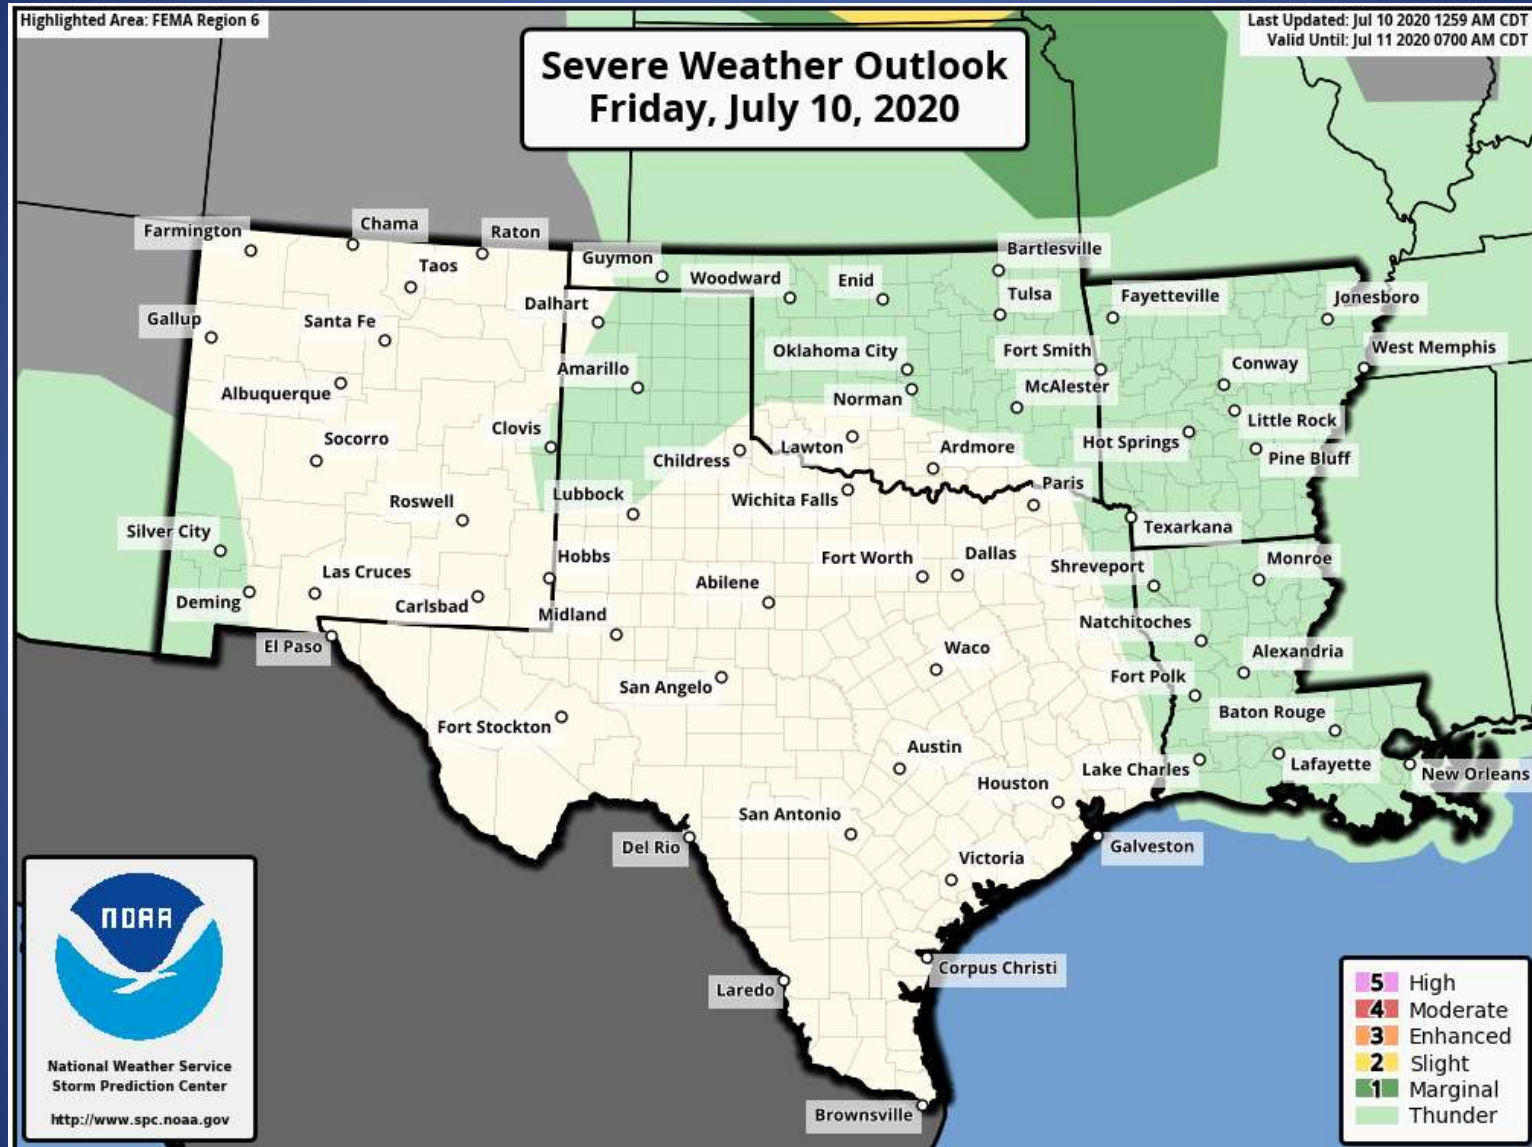 Highlighted Area: FEMA Region 6
Last Updated: Jul 10 2020 1259 AM CDT
Valid Until: Jul 11 2020 0700 AM CDT
Severe Weather Outlook
Friday, July 10, 2020
Farmington
Chama
Raton
Taos
Guymon
Woodward
Enid
Bartlesville
Tulsa
Fayetteville
Jonesboro
Gallup
Santa Fe
Dalhart
Oklahoma City
Fort Smith
Conway
West Memphis
Albuquerque
Amarillo
Norman
McAlester
Little Rock
Socorro
Clovis
Childress
Lawton
Ardmore
Hot Springs
Pine Bluff
Roswell
Lubbock
Wichita Falls
Paris
Texarkana
Silver City
Las Cruces
Hobbs
Abilene
Fort Worth
Dallas
Shreveport
Monroe
Deming
Carlsbad
Midland
Natchitoches
El Paso
San Angelo
Waco
Alexandria
Fort Polk
Fort Stockton
Austin
Baton Rouge
Houston
Lake Charles
Lafayette
New Orleans
San Antonio
Del Rio
Victoria
Galveston
Laredo
Corpus Christi
Brownsville
NOAA
National Weather Service
Storm Prediction Center
http://www.spc.noaa.gov
5 High
4 Moderate
3 Enhanced
2 Slight
1 Marginal
Thunder